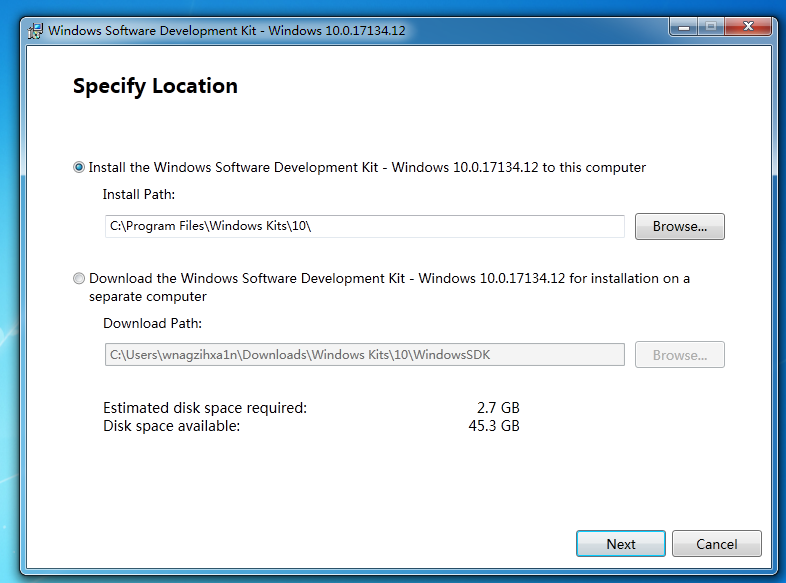 Windows Software Development Kit - Windows 10.0.17134.12
Specify Location
Install the Windows Software Development Kit - Windows 10.0.17134.12 to this computer
Install Path:
C:\Program Files\Windows Kits\10\
Browse...
Download the Windows Software Development Kit - Windows 10.0.17134.12 for installation on a
separate computer
Download Path:
C:\Users\wnagzihxa1n\Downloads\Windows Kits\10\WindowsSDK
Browse...
Estimated disk space required: 2.7 GB
Disk space available: 45.3 GB
Next
Cancel